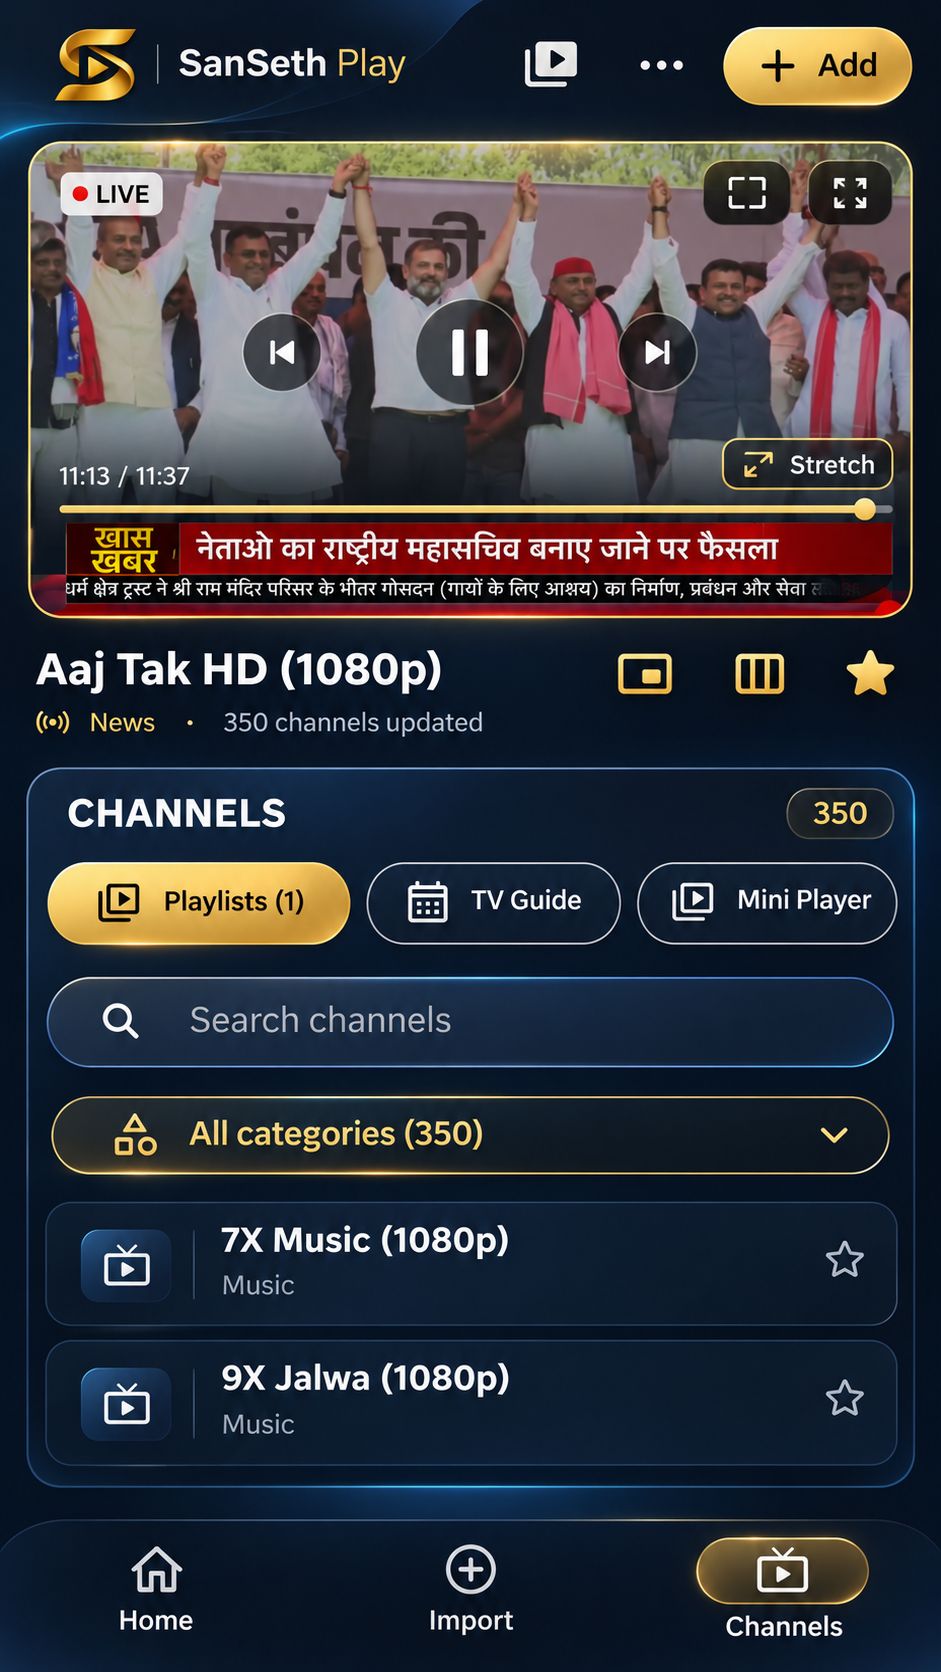 SanSeth Play
Add
LIVE
की
11:13 / 11:37
Stretch
खास
खबर
नेताओ का राष्ट्रीय महासचिव बनाए जाने पर फैसला
धर्म क्षेत्र ट्रस्ट ने श्री राम मंदिर परिसर के भीतर गोसदन (गायों के लिए आश्रय) का निर्माण, प्रबंधन और सेवा
Aaj Tak HD (1080p)
News • 350 channels updated
CHANNELS
350
Playlists (1)
TV Guide
Mini Player
Search channels
All categories (350)
7X Music (1080p)
Music
9X Jalwa (1080p)
Music
Home
Import
Channels